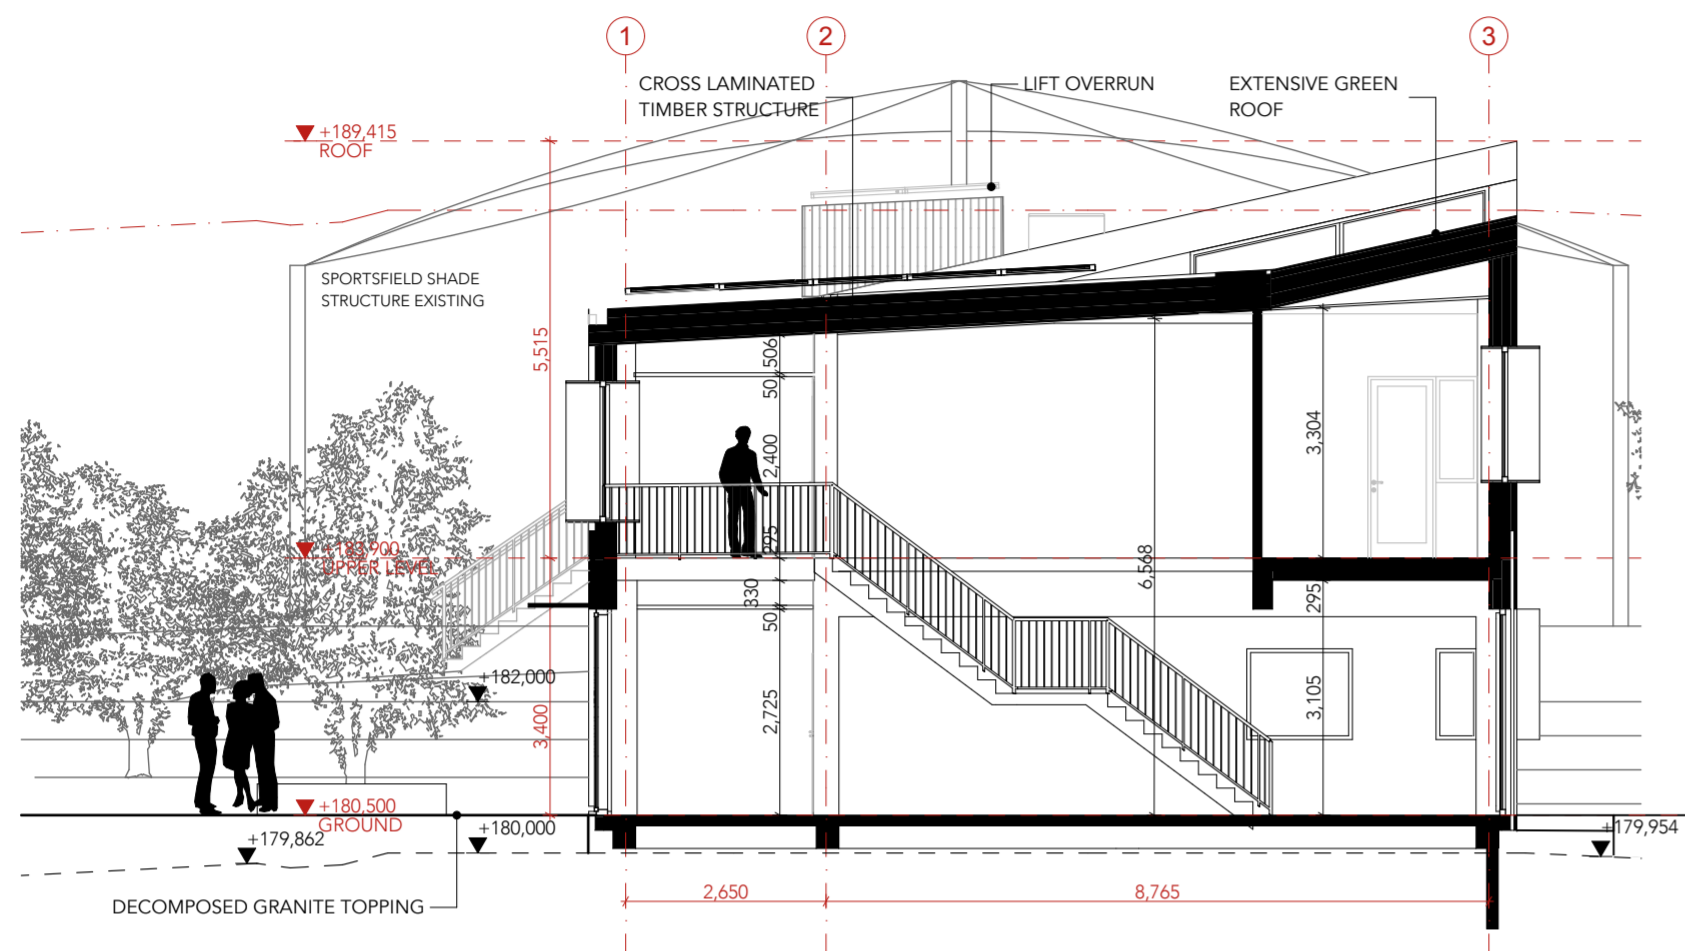 1
2
3
CROSS LAMINATED
TIMBER STRUCTURE
LIFT OVERRUN
EXTENSIVE GREEN
ROOF
+189,415
ROOF
SPORTSFIELD SHADE
STRUCTURE EXISTING
5,515
506
50
2,400
295
3,304
6,568
+183,900
UPPER LEVEL
330
50
295
+182,000
3,400
2,725
3,105
+180,500
GROUND
+179,862
+180,000
+179,954
2,650
8,765
DECOMPOSED GRANITE TOPPING